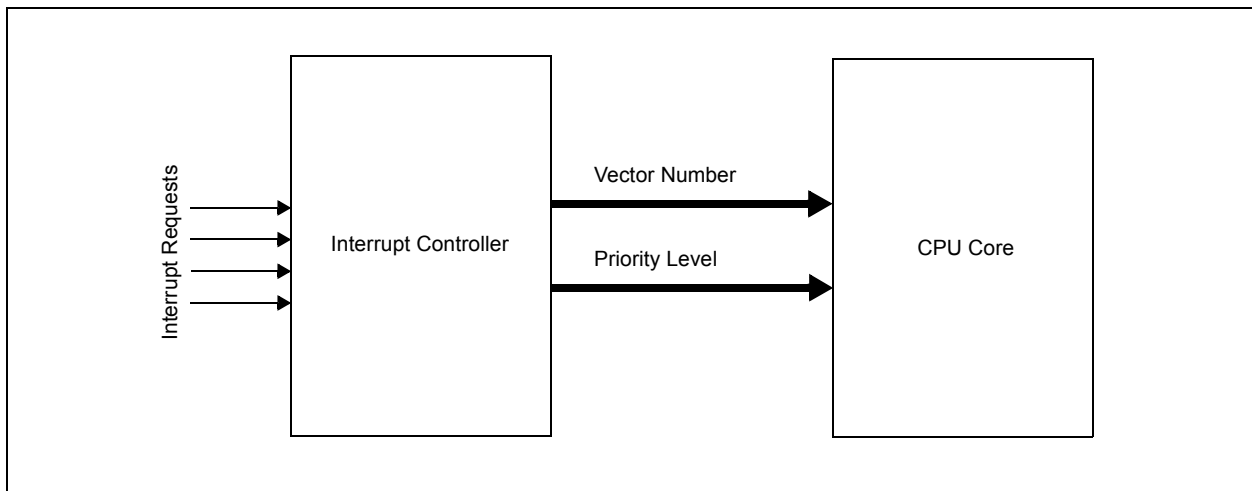 Interrupt Requests
Interrupt Controller
Vector Number
Priority Level
CPU Core